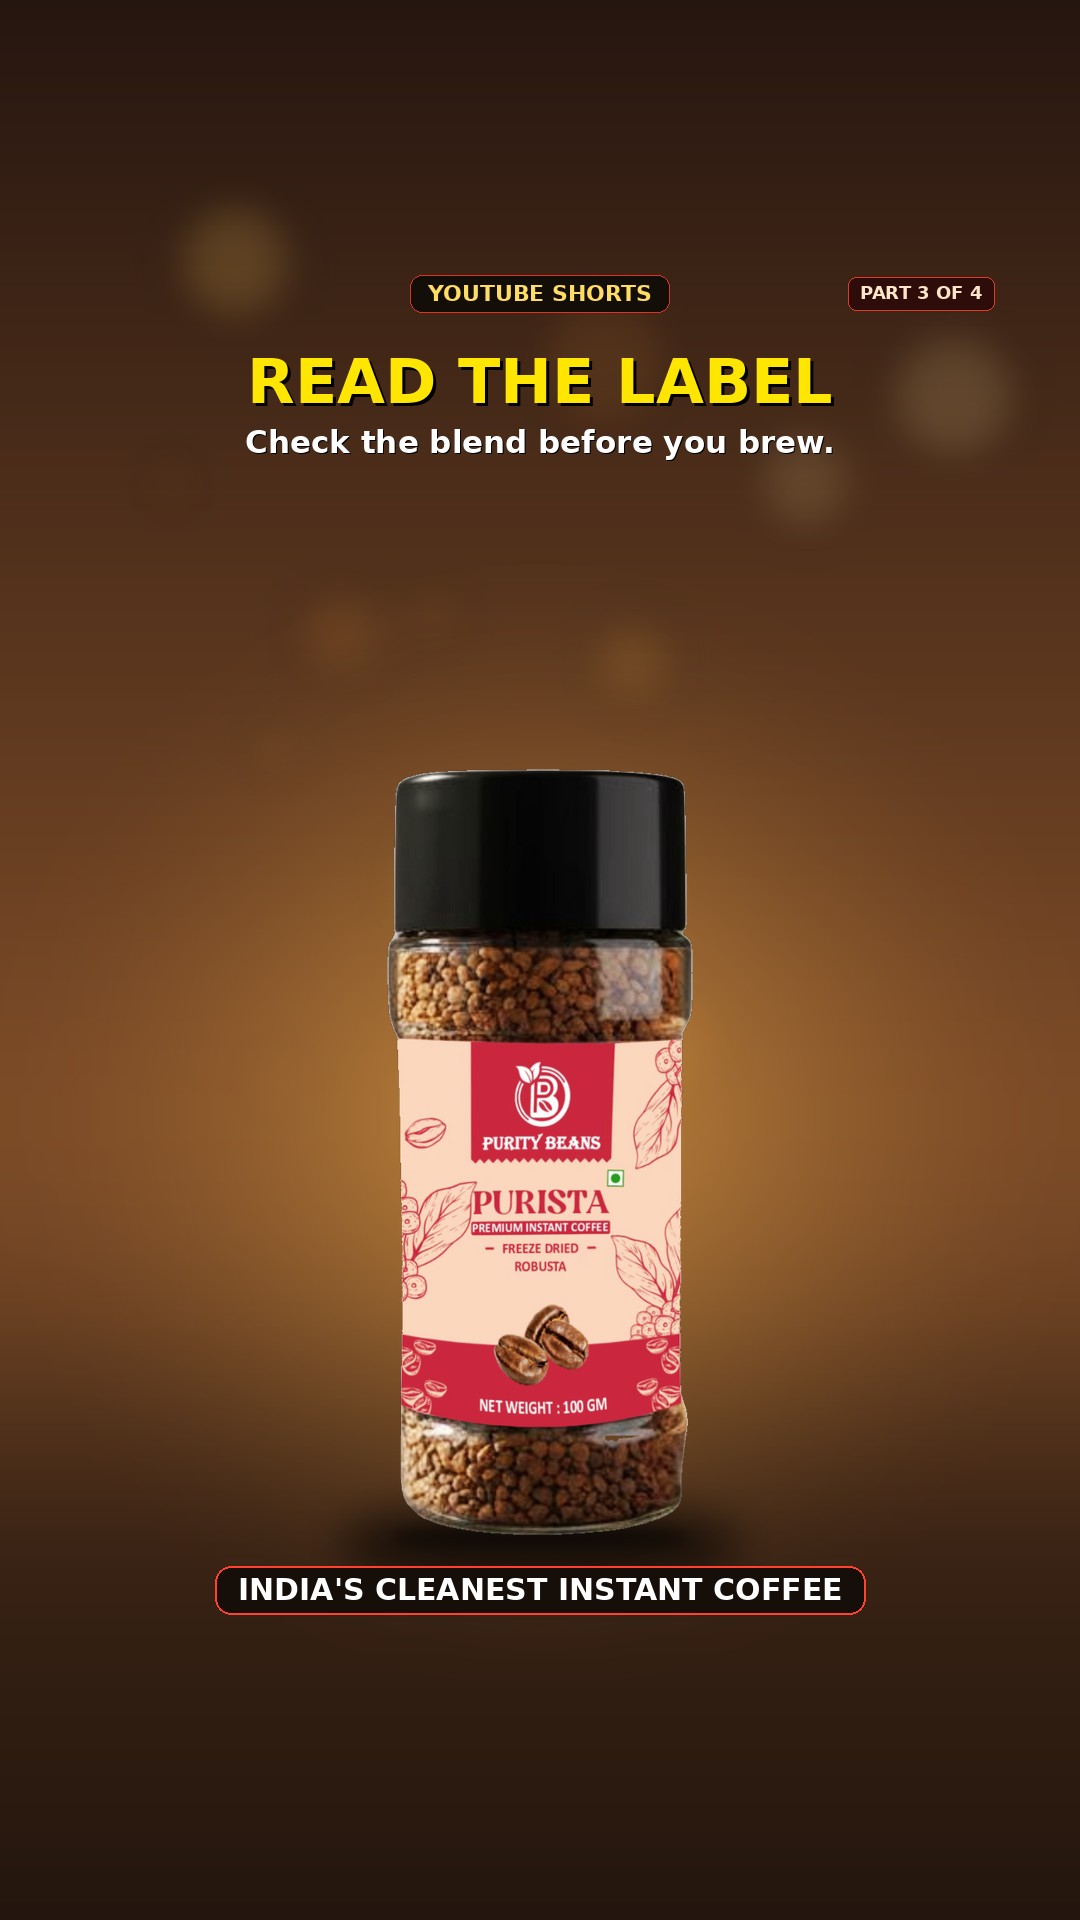 YOUTUBE SHORTS
PART 3 OF 4
READ THE LABEL
Check the blend before you brew.
PURITY BEANS
PURISTA
PREMIUM INSTANT COFFEE
- FREEZE DRIED -
ROBUSTA
NET WEIGHT : 100 GM
INDIA'S CLEANEST INSTANT COFFEE